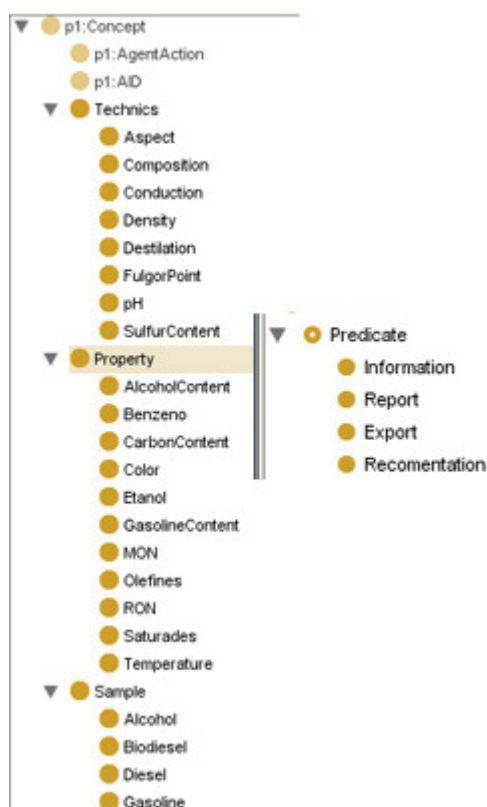 p1:Concept
p1:AgentAction
p1:AID
Technics
Aspect
Composition
Conduction
Density
Destilation
FulgorPoint
pH
SulfurContent
Property
AlcoholContent
Benzeno
CarbonContent
Color
Etanol
GasolineContent
MON
Olefines
RON
Saturades
Temperature
Sample
Alcohol
Biodiesel
Diesel
Gasoline
Predicate
Information
Report
Export
Recomentation